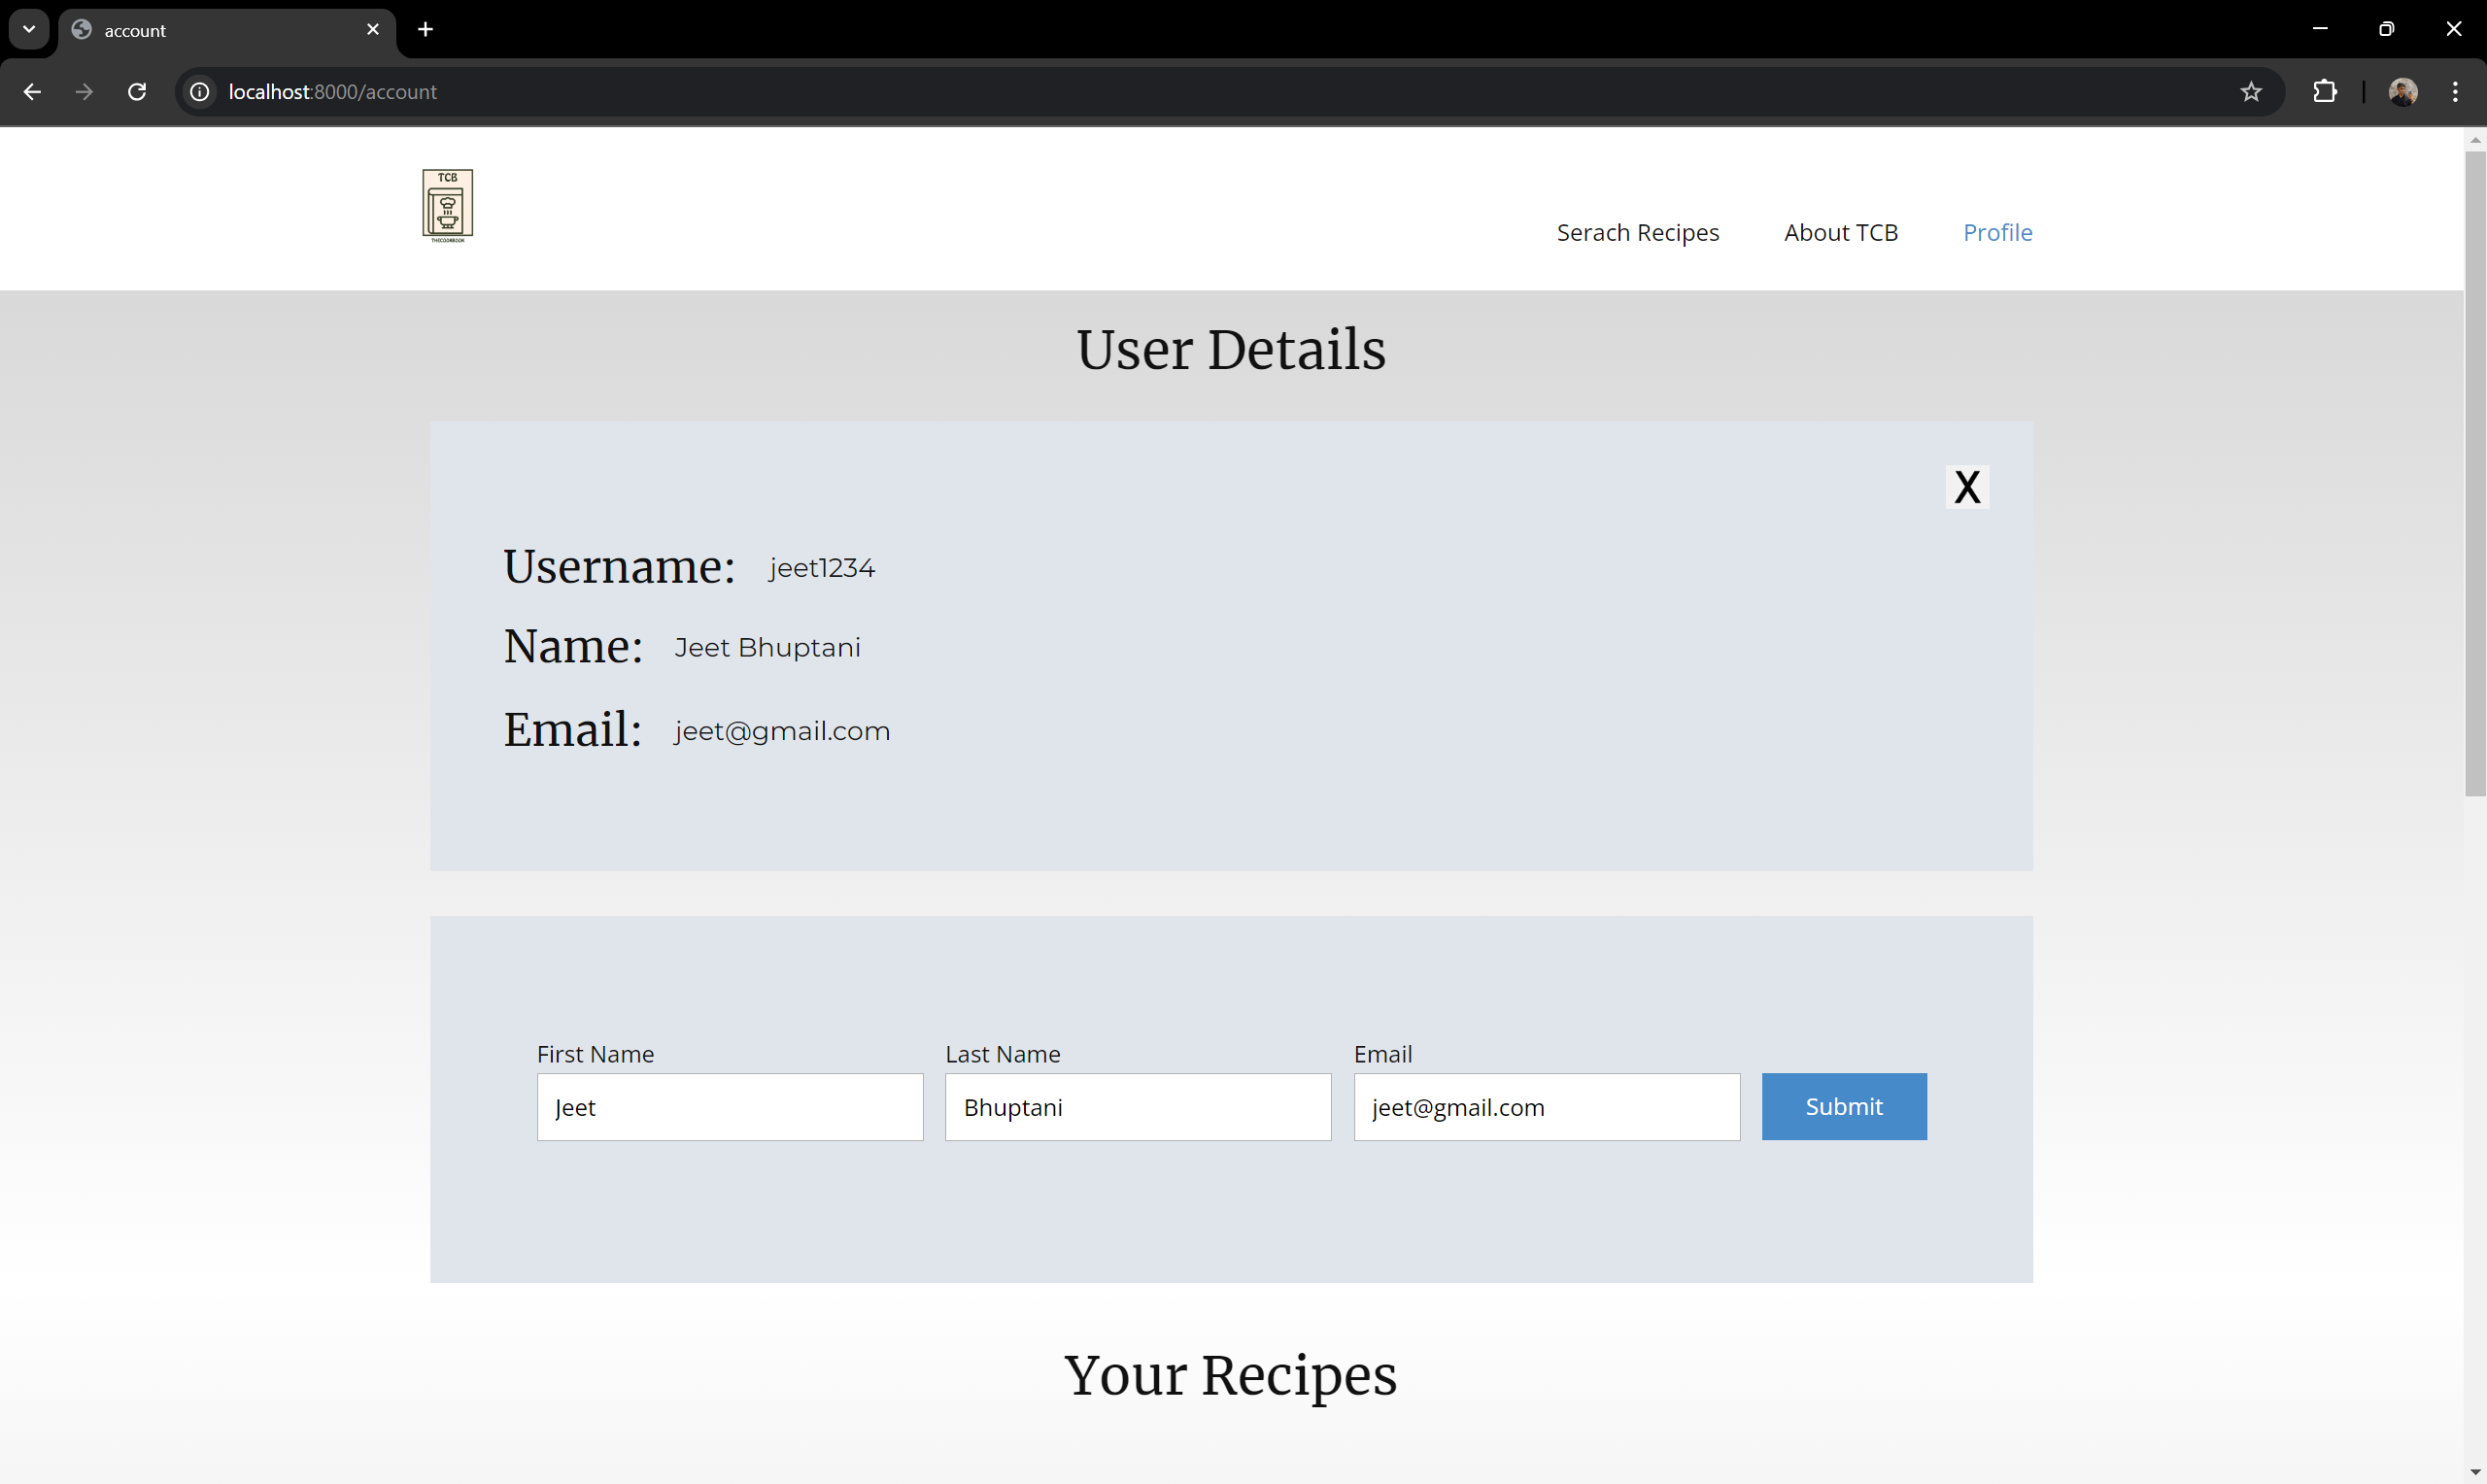 account
localhost:8000/account
TCB
THECOOKBOOK
Serach Recipes
About TCB
Profile
User Details
X
Username: jeet1234
Name: Jeet Bhuptani
Email: jeet@gmail.com
First Name
Last Name
Email
Jeet
Bhuptani
jeet@gmail.com
Submit
Your Recipes